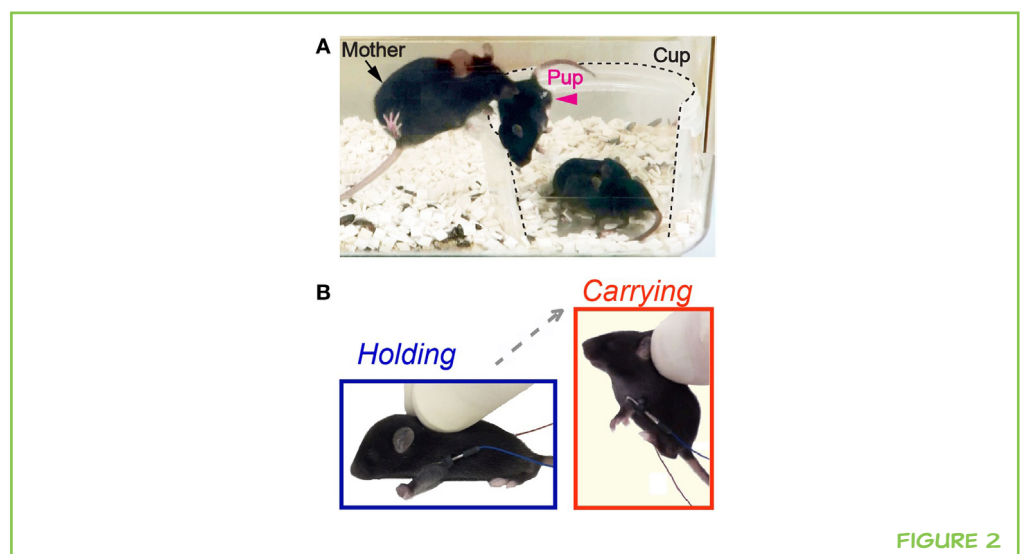 A
Mother
Cup
Pup
B
Carrying
Holding
FIGURE 2